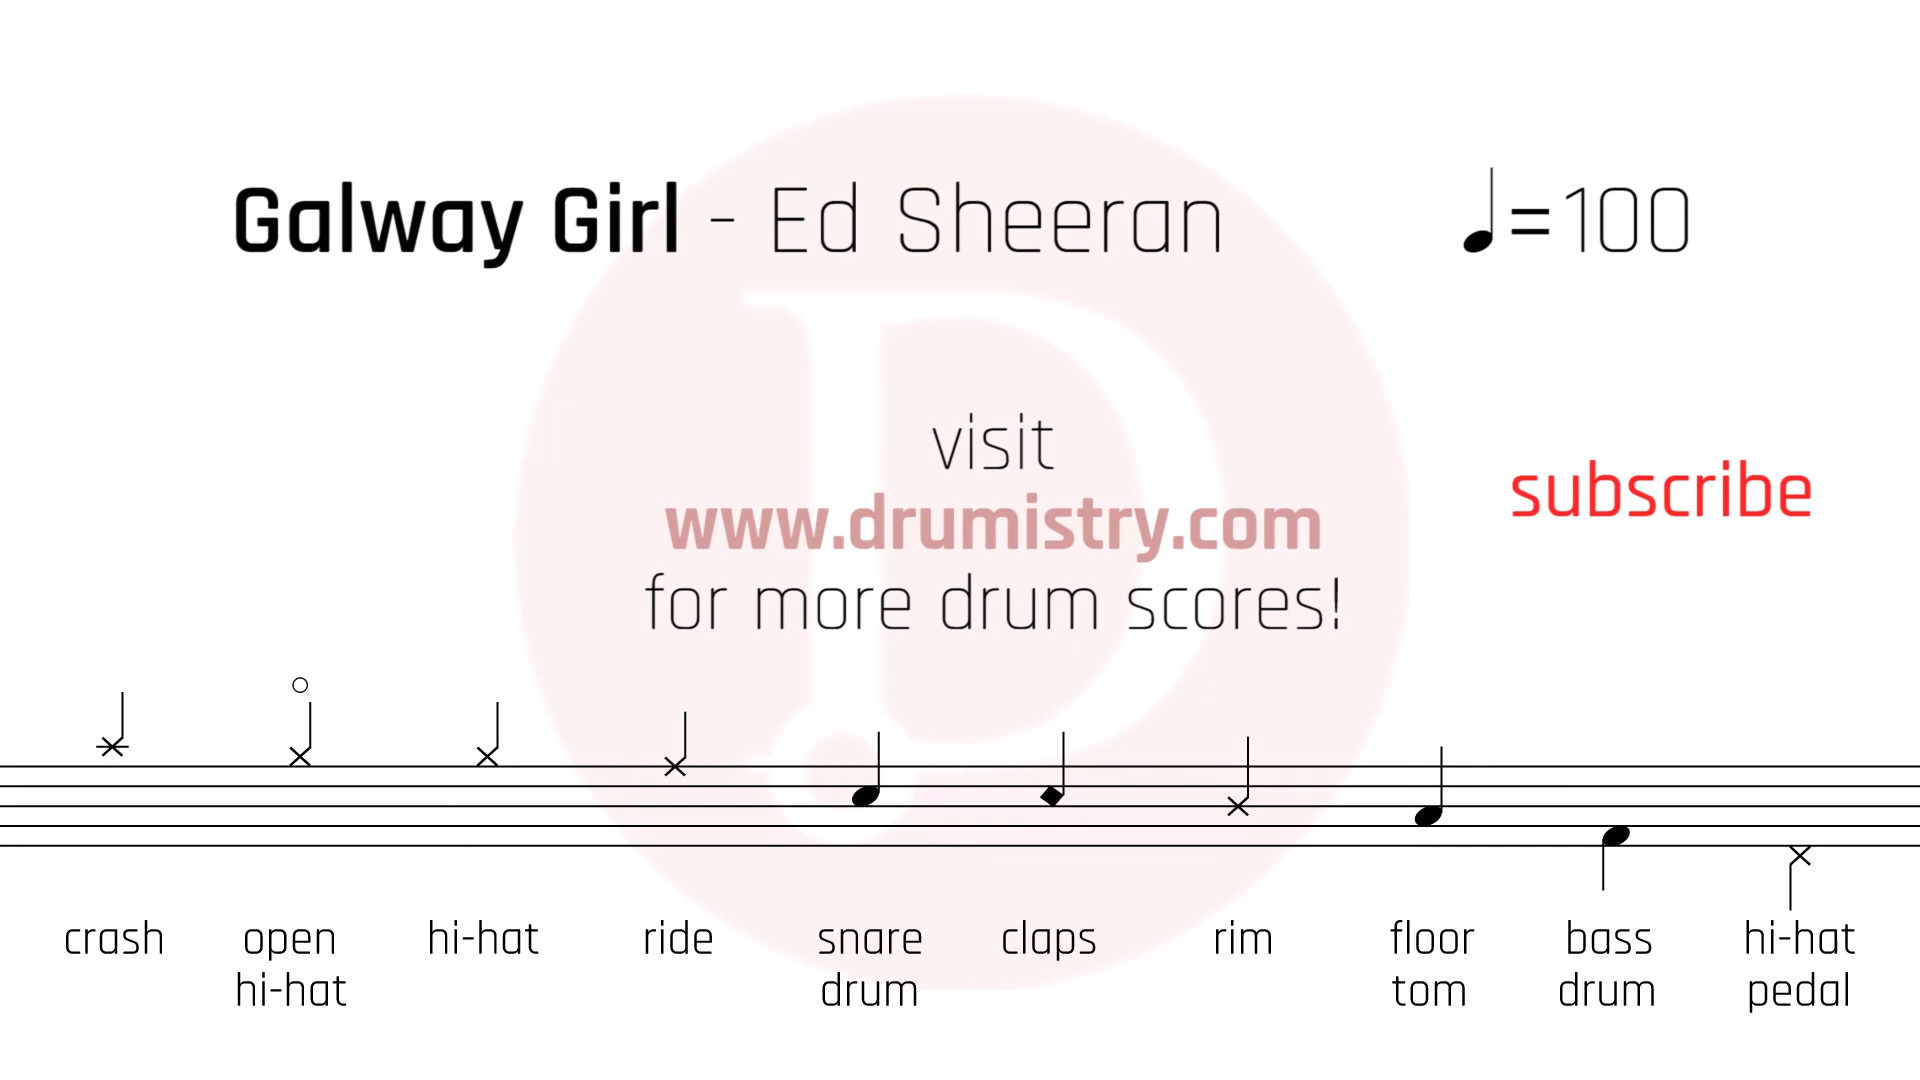 Galway Girl - Ed Sheeran
♩=100
visit
www.drumistry.com
for more drum scores!
subscribe
crash
open
hi-hat
hi-hat
ride
snare
drum
claps
rim
floor
tom
bass
drum
hi-hat
pedal